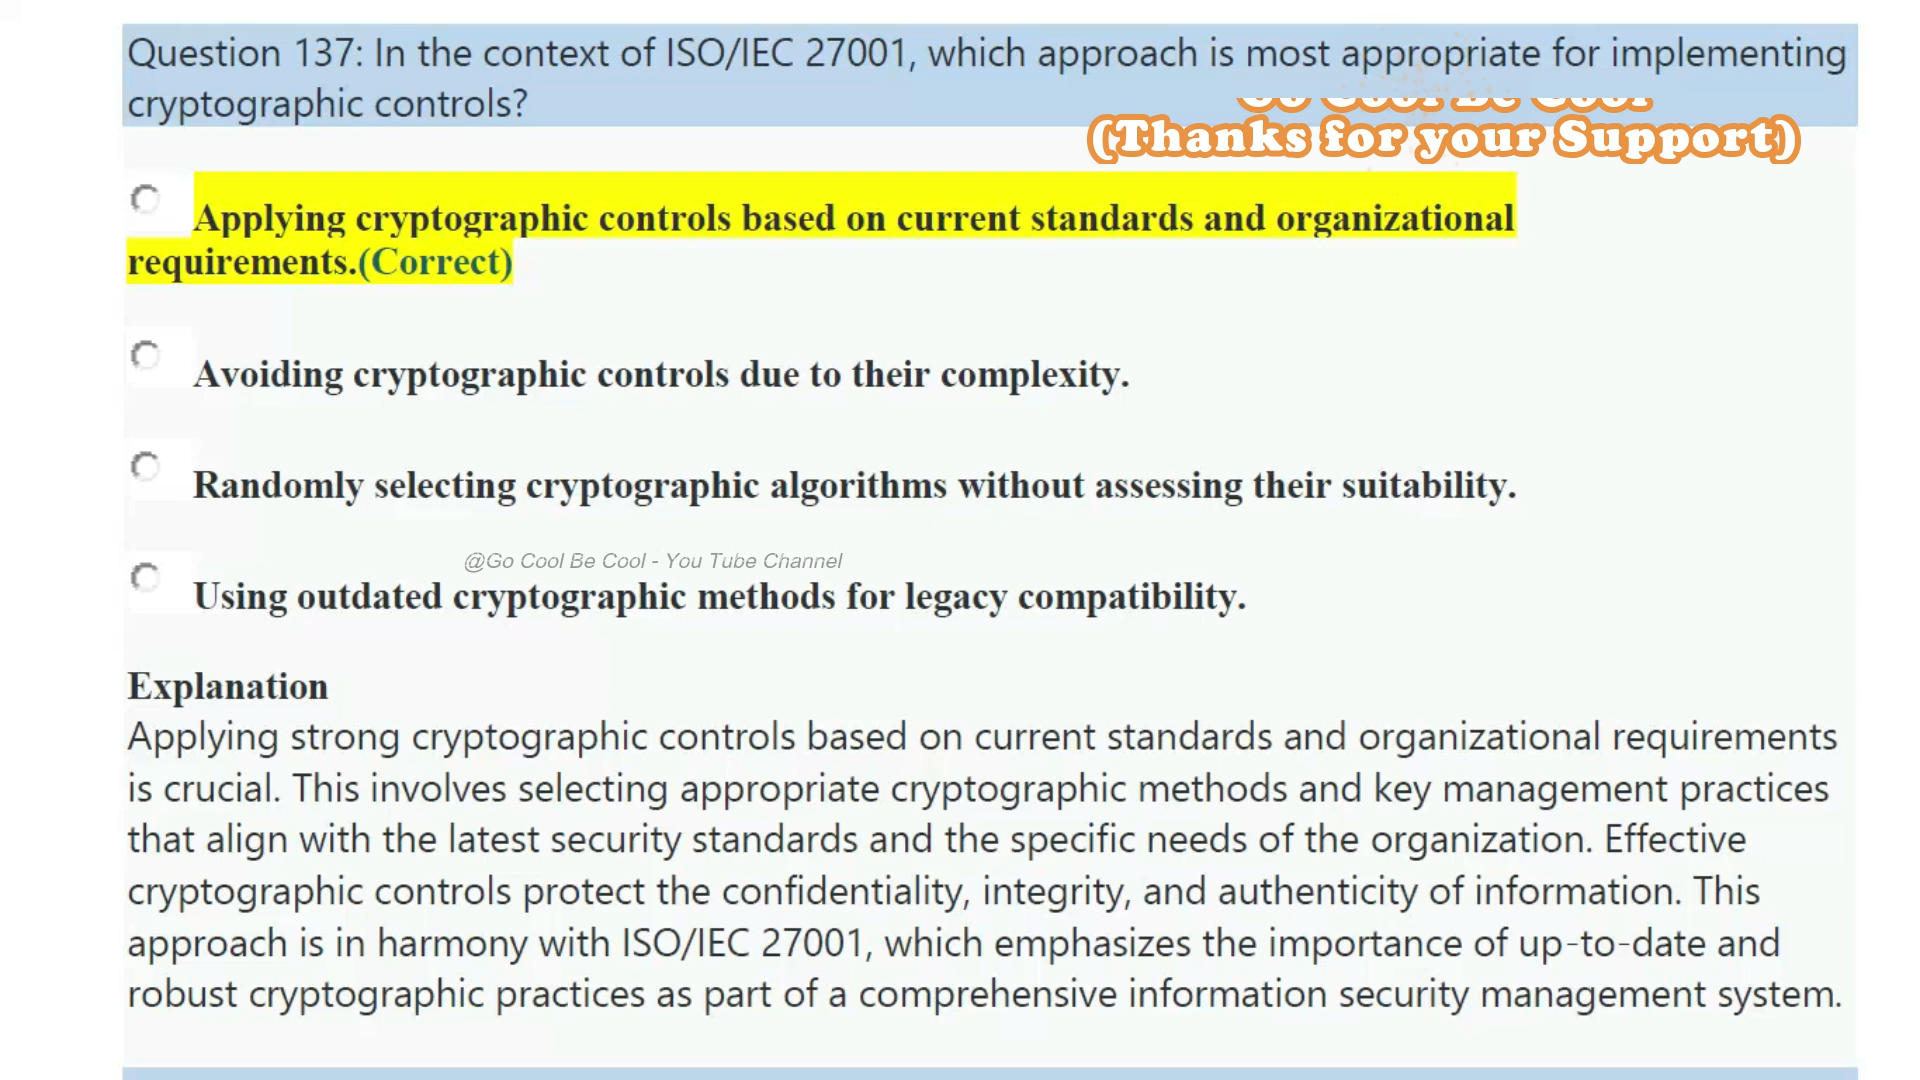 Question 137: In the context of ISO/IEC 27001, which approach is most appropriate for implementing
cryptographic controls?
Go Cool Be Cool
(Thanks for your Support)
Applying cryptographic controls based on current standards and organizational
requirements.(Correct)
Avoiding cryptographic controls due to their complexity.
Randomly selecting cryptographic algorithms without assessing their suitability.
@Go Cool Be Cool - You Tube Channel
Using outdated cryptographic methods for legacy compatibility.
Explanation
Applying strong cryptographic controls based on current standards and organizational requirements
is crucial. This involves selecting appropriate cryptographic methods and key management practices
that align with the latest security standards and the specific needs of the organization. Effective
cryptographic controls protect the confidentiality, integrity, and authenticity of information. This
approach is in harmony with ISO/IEC 27001, which emphasizes the importance of up-to-date and
robust cryptographic practices as part of a comprehensive information security management system.